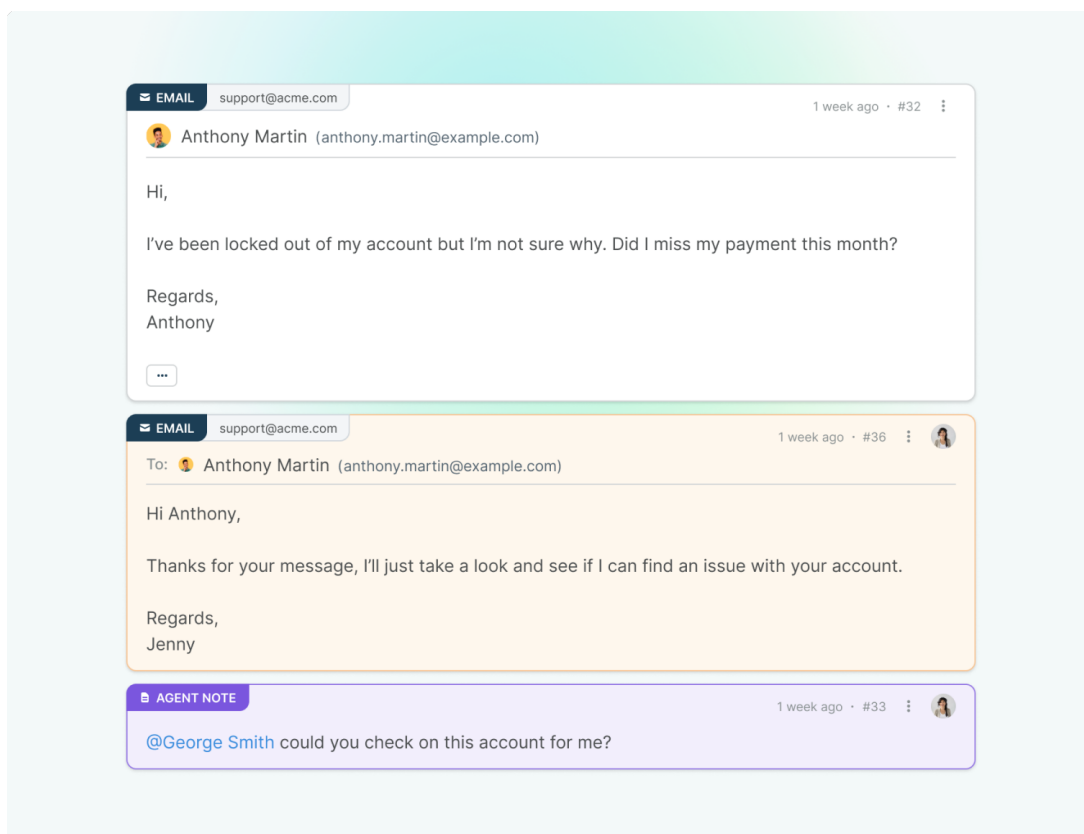 EMAIL support@acme.com 1 week ago · #32
Anthony Martin (anthony.martin@example.com)
Hi,
I’ve been locked out of my account but I’m not sure why. Did I miss my payment this month?
Regards,
Anthony
...
EMAIL support@acme.com 1 week ago · #36
To: Anthony Martin (anthony.martin@example.com)
Hi Anthony,
Thanks for your message, I’ll just take a look and see if I can find an issue with your account.
Regards,
Jenny
AGENT NOTE 1 week ago · #33
@George Smith could you check on this account for me?